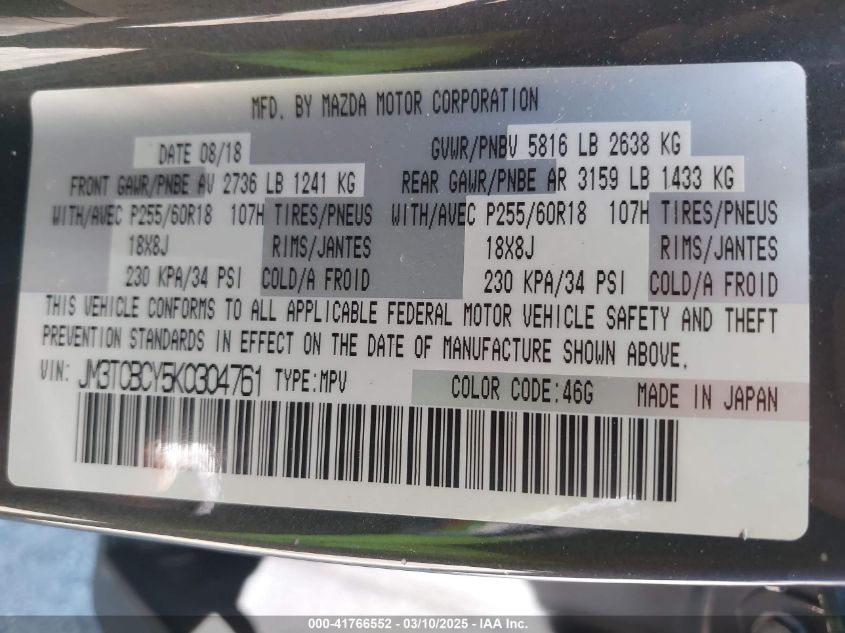 MFD. BY MAZDA MOTOR CORPORATION
DATE 08/18 GVWR/PNBV 5816 LB 2638 KG
FRONT GAWR/PNBE AV 2736 LB 1241 KG REAR GAWR/PNBE AR 3159 LB 1433 KG
WITH/AVEC P255/60R18 107H TIRES/PNEUS WITH/AVEC P255/60R18 107H TIRES/PNEUS
18X8J RIMS/JANTES 18X8J RIMS/JANTES
230 KPA/34 PSI COLD/A FROID 230 KPA/34 PSI COLD/A FROID
THIS VEHICLE CONFORMS TO ALL APPLICABLE FEDERAL MOTOR VEHICLE SAFETY AND THEFT
PREVENTION STANDARDS IN EFFECT ON THE DATE OF MANUFACTURE SHOWN ABOVE.
VIN: JM3TCBCY5K0304761 TYPE:MPV COLOR CODE:46G MADE IN JAPAN
000-41766552 - 03/10/2025 - IAA Inc.